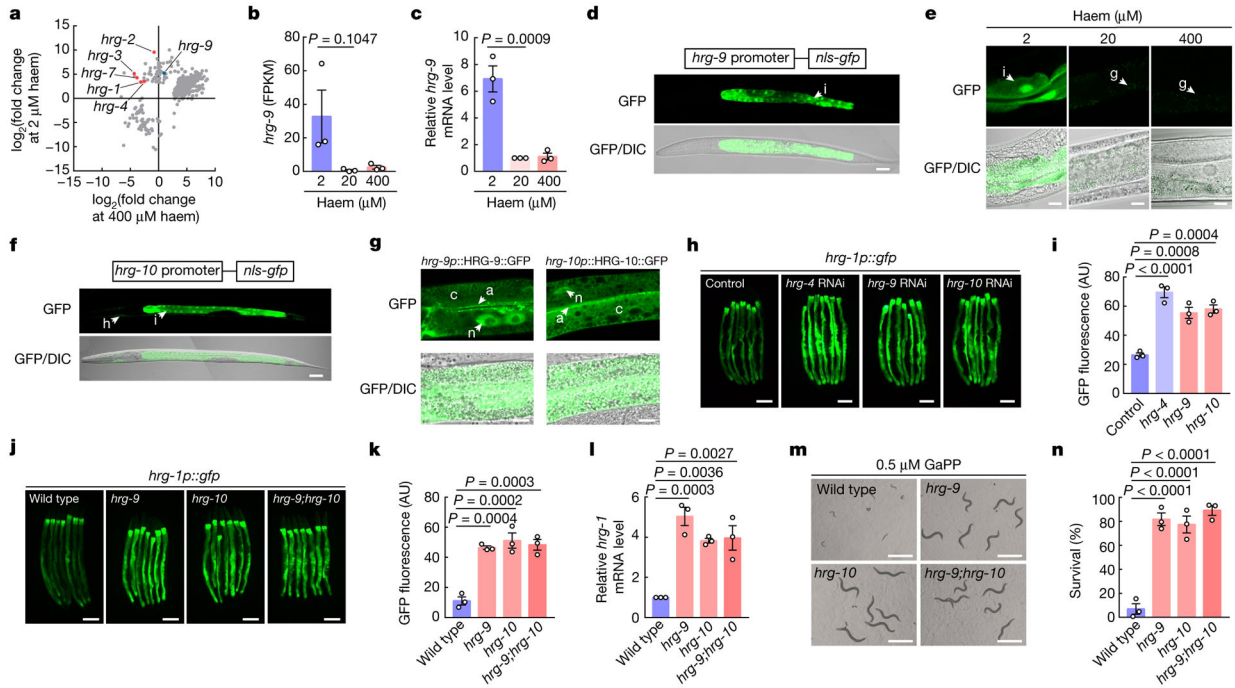 a
hrg-2
hrg-3
hrg-7
hrg-1
hrg-4
hrg-9
15
10
5
0
−5
−10
−15
−15 −10 −5 0 5 10
log2(fold change
at 2 μM haem)
log2(fold change
at 400 μM haem)
b
P = 0.1047
hrg-9 (FPKM)
80
60
40
20
0
2 20 400
Haem (μM)
c
P = 0.0009
Relative hrg-9
mRNA level
10
8
6
4
2
0
2 20 400
Haem (μM)
d
hrg-9 promoter
nls-gfp
GFP
i
GFP/DIC
e
Haem (μM)
2 20 400
GFP
i
g
g
GFP/DIC
f
hrg-10 promoter
nls-gfp
GFP
h
i
GFP/DIC
g
hrg-9p::HRG-9::GFP
hrg-10p::HRG-10::GFP
GFP
c
a
n
n
a
c
GFP/DIC
h
hrg-1p::gfp
Control
hrg-4 RNAi
hrg-9 RNAi
hrg-10 RNAi
i
P = 0.0004
P = 0.0008
P < 0.0001
GFP fluorescence (AU)
80
60
40
20
0
Control
hrg-4
hrg-9
hrg-10
j
hrg-1p::gfp
Wild type
hrg-9
hrg-10
hrg-9;hrg-10
k
P = 0.0003
P = 0.0002
P = 0.0004
GFP fluorescence (AU)
80
60
40
20
0
Wild type
hrg-9
hrg-10
hrg-9;hrg-10
l
P = 0.0027
P = 0.0036
P = 0.0003
Relative hrg-1
mRNA level
6
4
2
0
Wild type
hrg-9
hrg-10
hrg-9;hrg-10
m
0.5 μM GaPP
Wild type
hrg-9
hrg-10
hrg-9;hrg-10
n
P < 0.0001
P < 0.0001
P < 0.0001
Survival (%)
100
80
60
40
20
0
Wild type
hrg-9
hrg-10
hrg-9;hrg-10